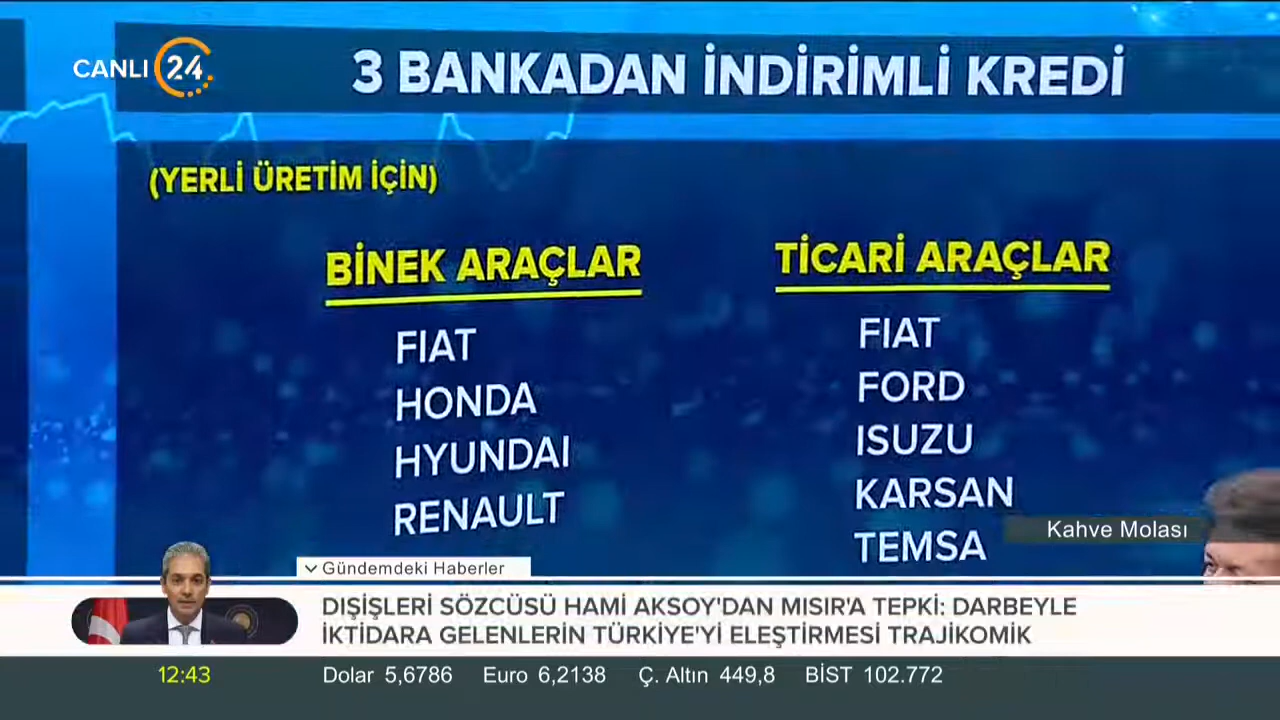 CANLI 24
3 BANKADAN İNDİRİMLİ KREDİ
(YERLİ ÜRETİM İÇİN)
BİNEK ARAÇLAR
FIAT
HONDA
HYUNDAI
RENAULT
TİCARİ ARAÇLAR
FIAT
FORD
ISUZU
KARSAN
TEMSA
Kahve Molası
Gündemdeki Haberler
DIŞİŞLERİ SÖZCÜSÜ HAMİ AKSOY'DAN MISIR'A TEPKİ: DARBEYLE
İKTİDARA GELENLERİN TÜRKİYE'Yİ ELEŞTİRMESİ TRAJİKOMİK
12:43 Dolar 5,6786 Euro 6,2138 Ç. Altın 449,8 BİST 102.772